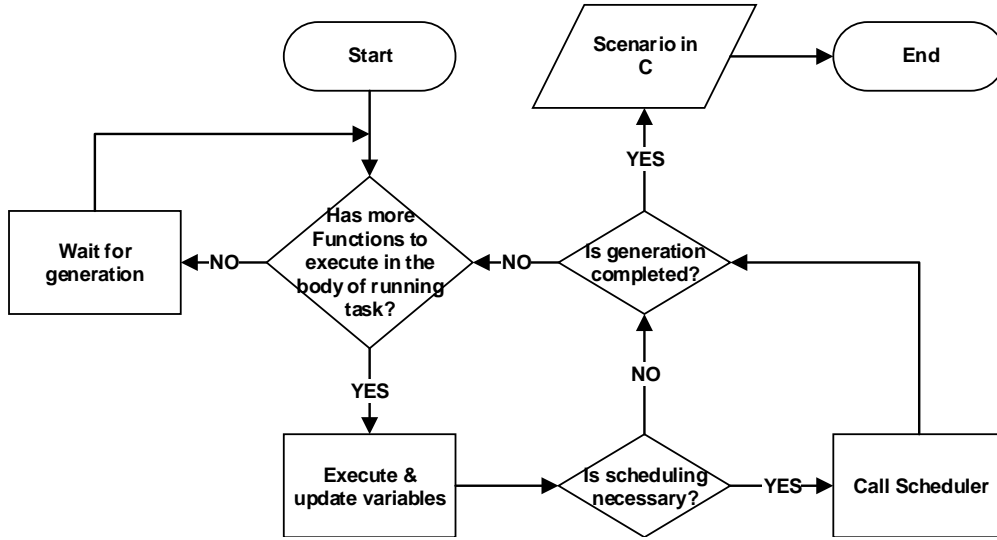 Start
Scenario in
C
End
YES
Has more
Functions to
execute in the
body of running
task?
Wait for
generation
NO
NO
Is generation
completed?
YES
NO
Execute &
update variables
Is scheduling
necessary?
YES
Call Scheduler